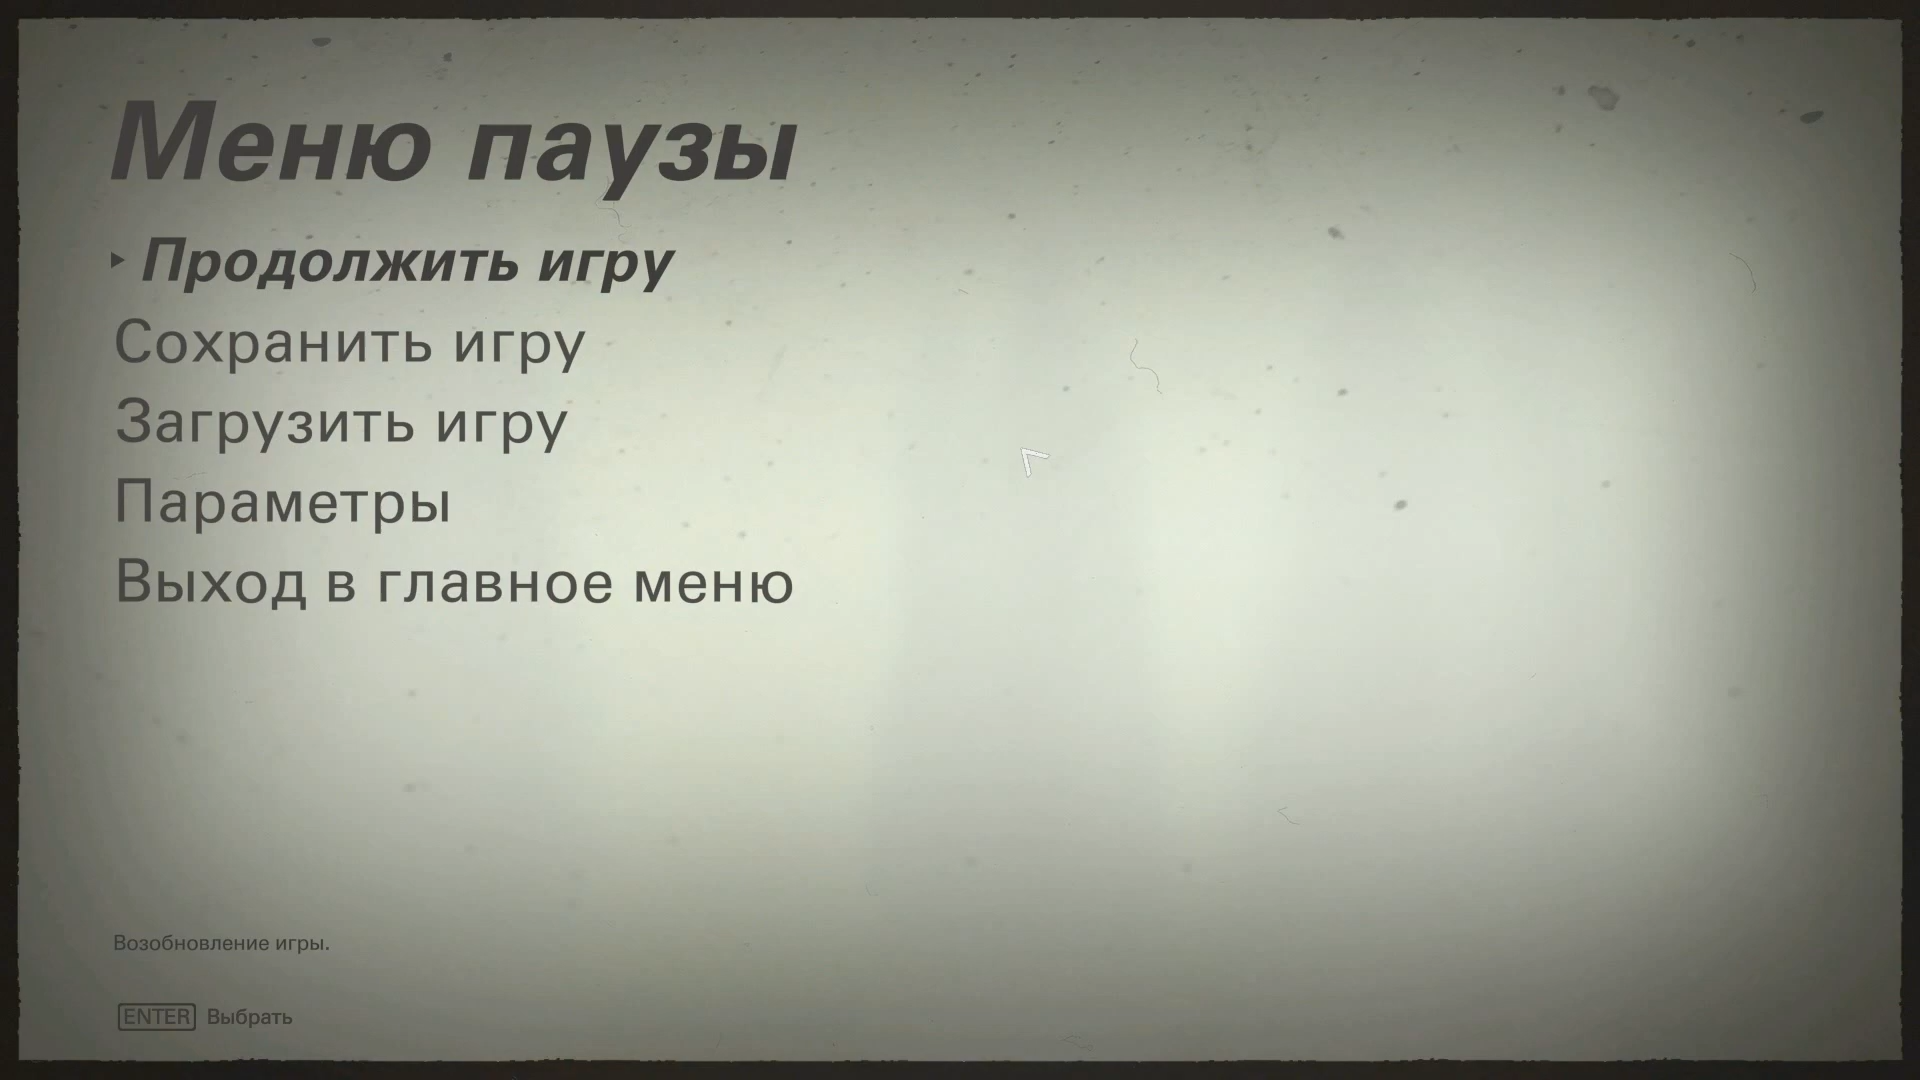 Меню паузы
Продолжить игру
Сохранить игру
Загрузить игру
Параметры
Выход в главное меню
Возобновление игры.
ENTER Выбрать